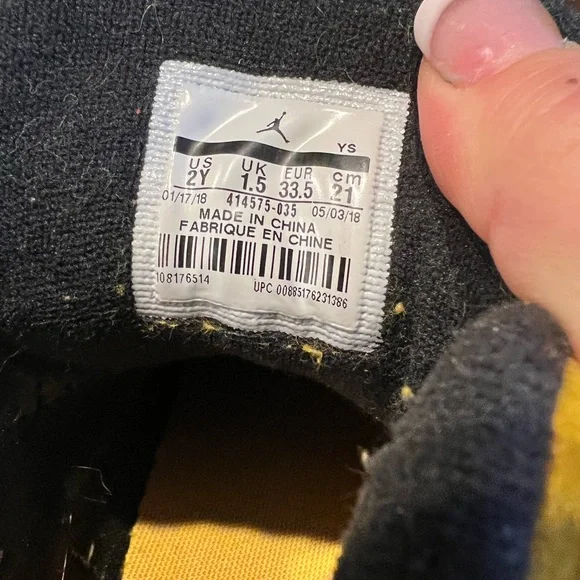 YS
US UK EUR cm
2Y 1.5 33.5 21
01/17/18 414575-035 05/03/18
MADE IN CHINA
FABRIQUE EN CHINE
108176514
UPC 00885176231386